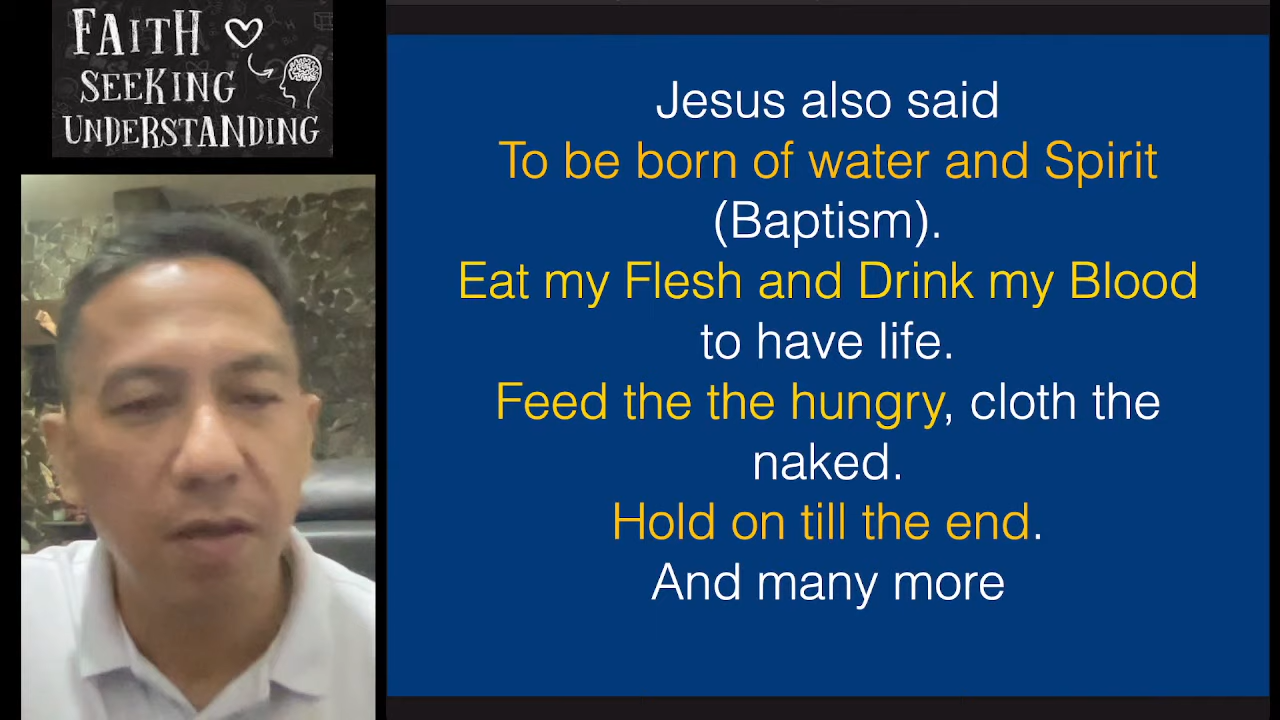 FAITH
SEEKING
UNDERSTANDING
Jesus also said
To be born of water and Spirit
(Baptism).
Eat my Flesh and Drink my Blood
to have life.
Feed the the hungry, cloth the
naked.
Hold on till the end.
And many more